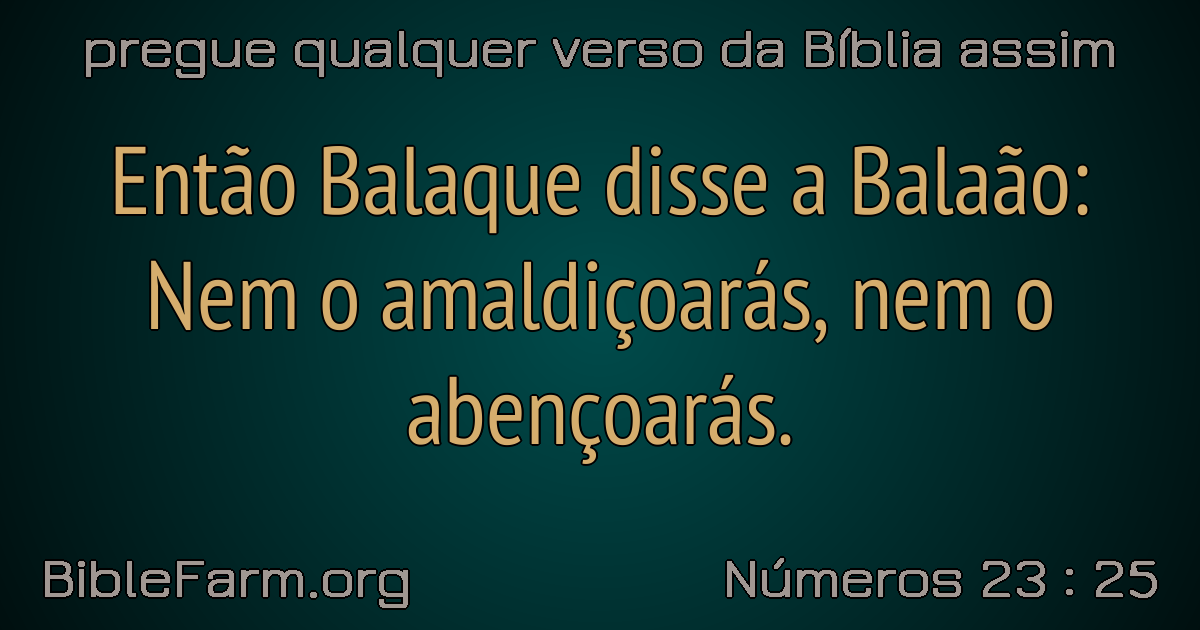 pregue qualquer verso da Bíblia assim
Então Balaque disse a Balaão:
Nem o amaldiçoarás, nem o
abençoarás.
BibleFarm.org
Números 23 : 25